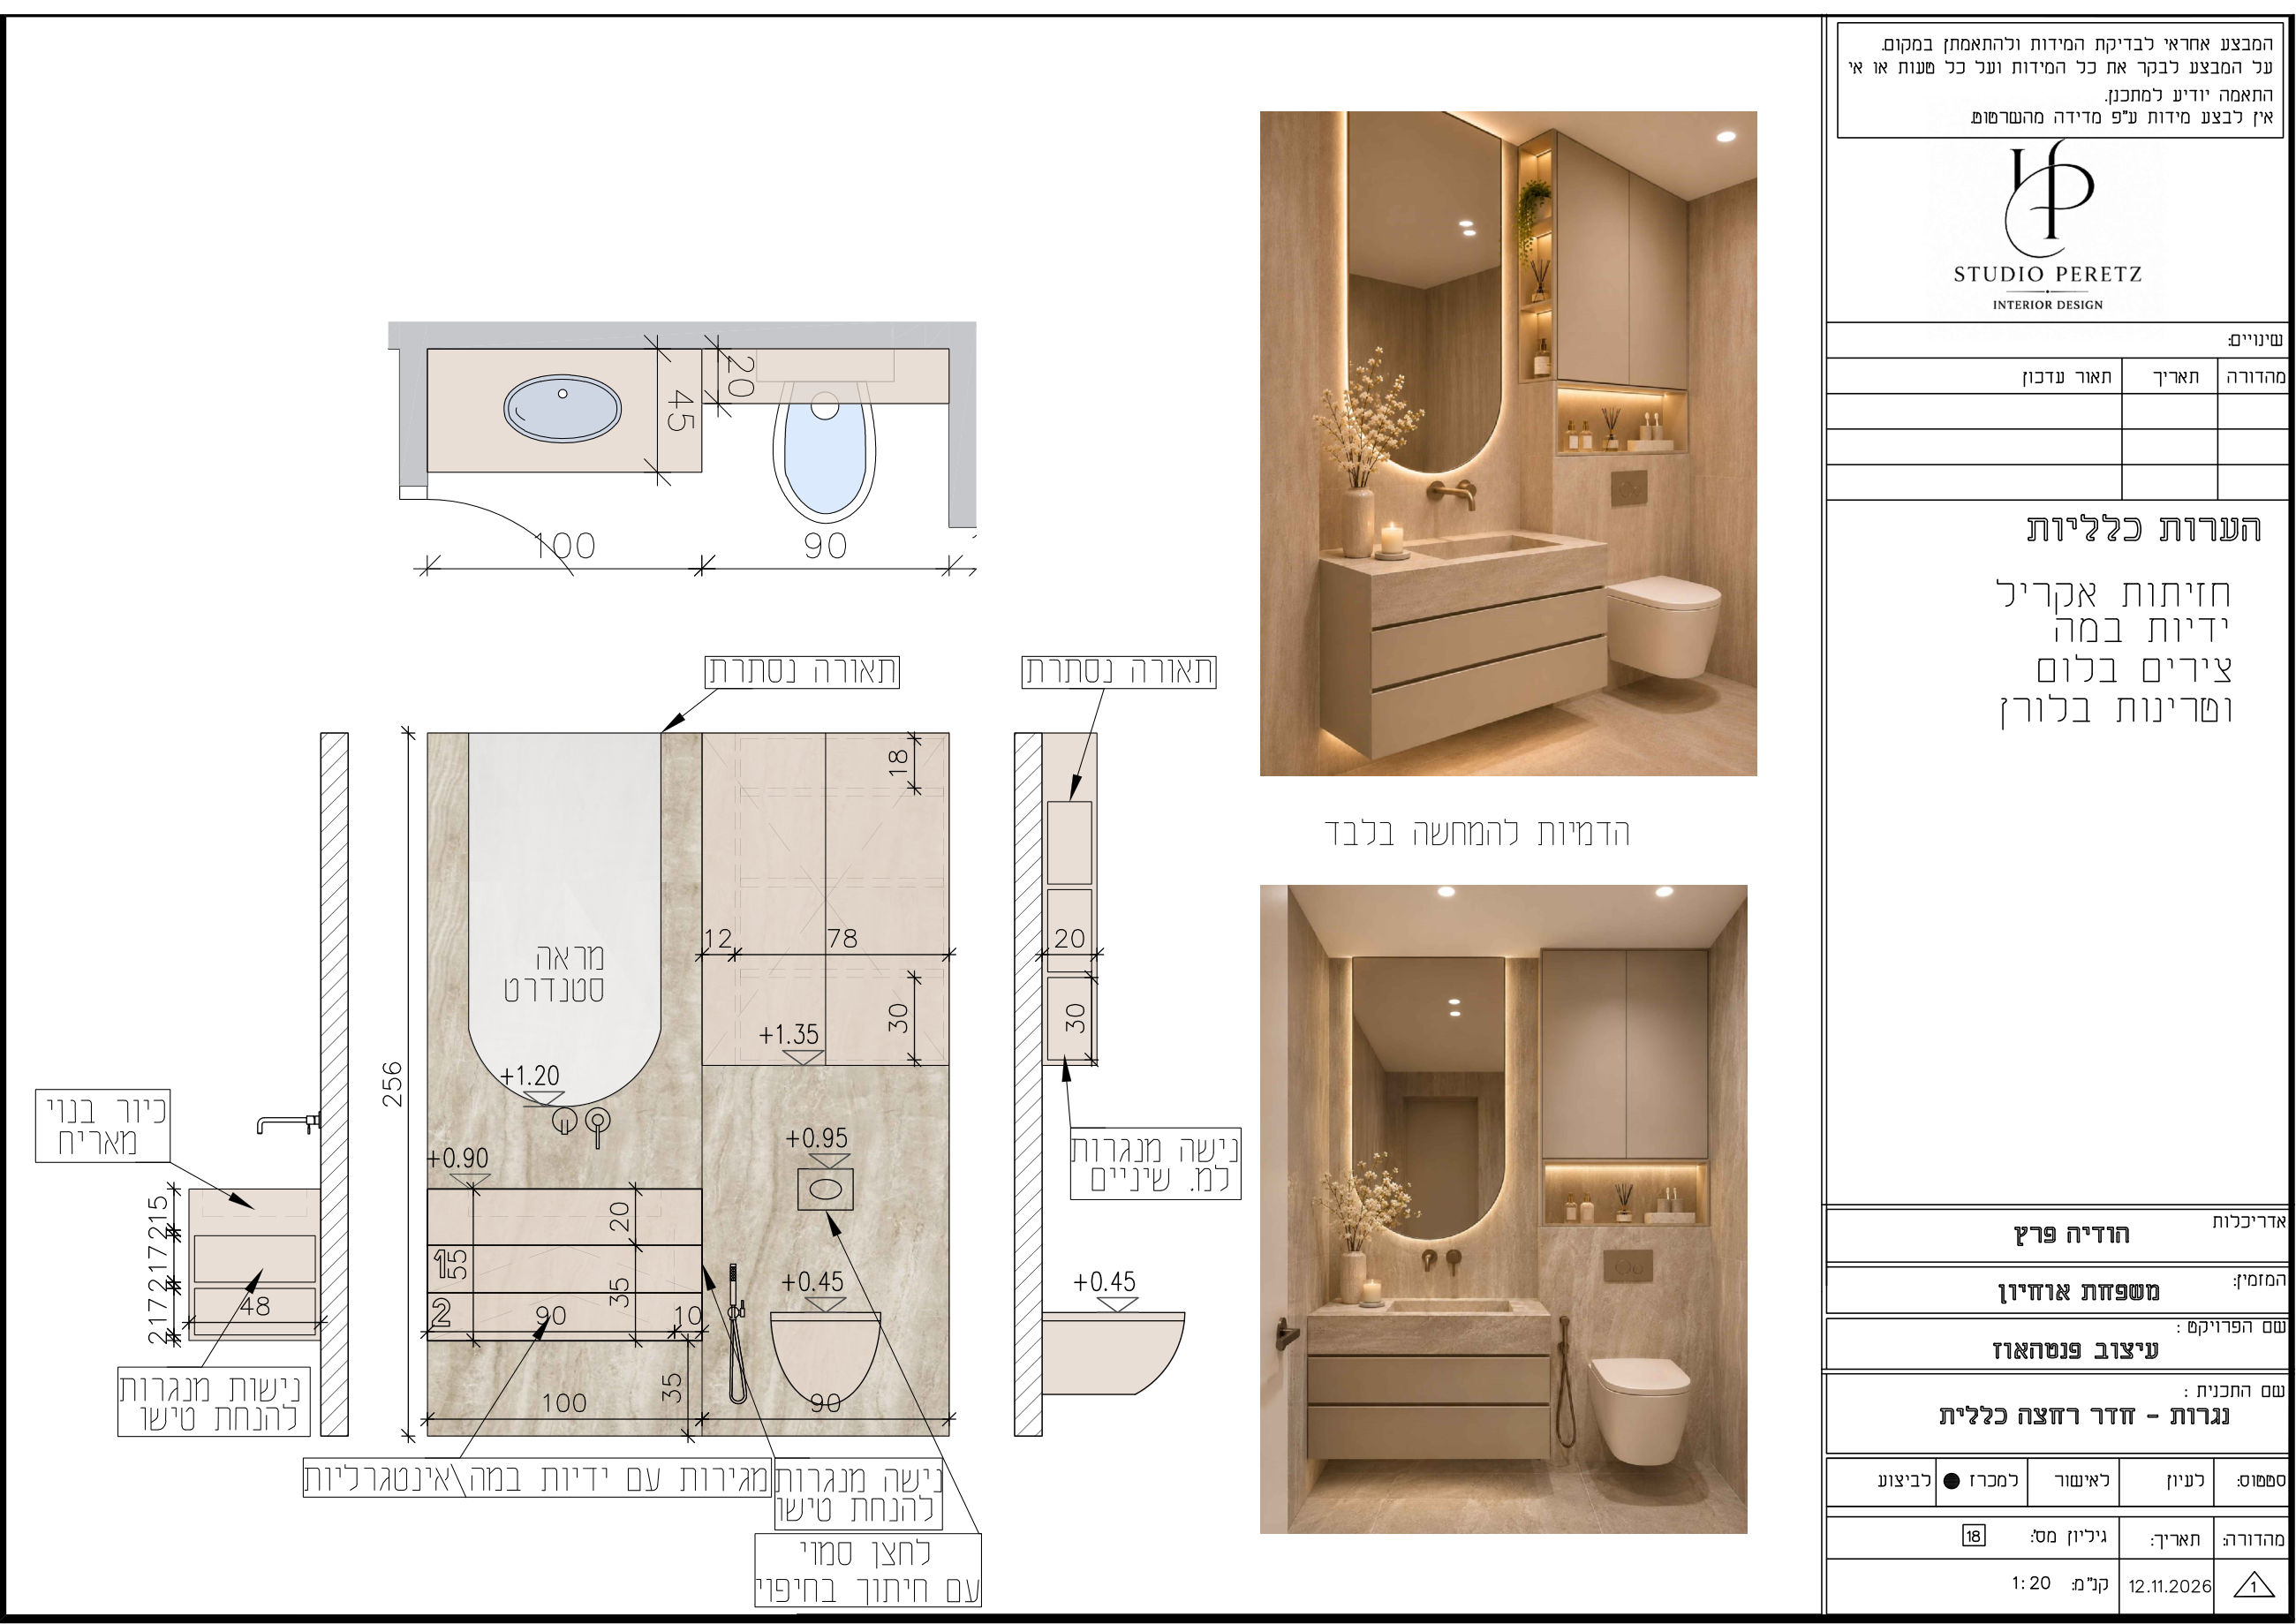 המבצע אחראי לבדיקת המידות ולהתאמתן במקום.
על המבצע לבקר את כל המידות ועל כל טעות או אי
התאמה יודיע למתכנן.
אין לבצע מידות ע"פ מדידה מהשרטוט.
STUDIO PERETZ
INTERIOR DESIGN
שינויים:
מהדורה תאריך תאור עדכון
הערות כלליות
חזיתות אקריל
ידיות במה
צירים בלום
וטרינות בלורן
אדריכלות
הודיה פרץ
המזמין:
משפחת אוחיון
שם הפרויקט :
עיצוב פנטהאוז
שם התכנית :
נגרות - חדר רחצה כללית
סטטוס: לעיון לאישור למכרז לביצוע
מהדורה: תאריך: גיליון מס': 18
1 12.11.2026 קנ"מ: 1:20
20
45
100
90
תאורה נסתרת
תאורה נסתרת
18
12
78
20
מראה
סטנדרט
30
30
+1.35
+1.20
256
כיור בנוי
מאריח
+0.90
+0.95
נישה מנגרות
למ. שיניים
215
217
217
2
48
20
1
55
35
2
90
10
+0.45
+0.45
35
100
90
נישות מנגרות
להנחת טישו
מגירות עם ידיות במה\אינטגרליות
נישה מנגרות
להנחת טישו
לחצן סמוי
עם חיתוך בחיפוי
הדמיות להמחשה בלבד